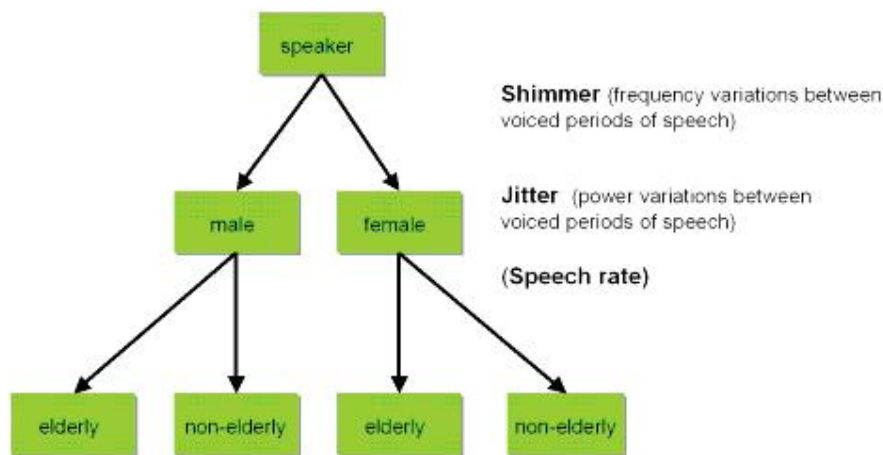 speaker
Shimmer (frequency variations between
voiced periods of speech)
male
female
Jitter (power variations between
voiced periods of speech)
(Speech rate)
elderly
non-elderly
elderly
non-elderly